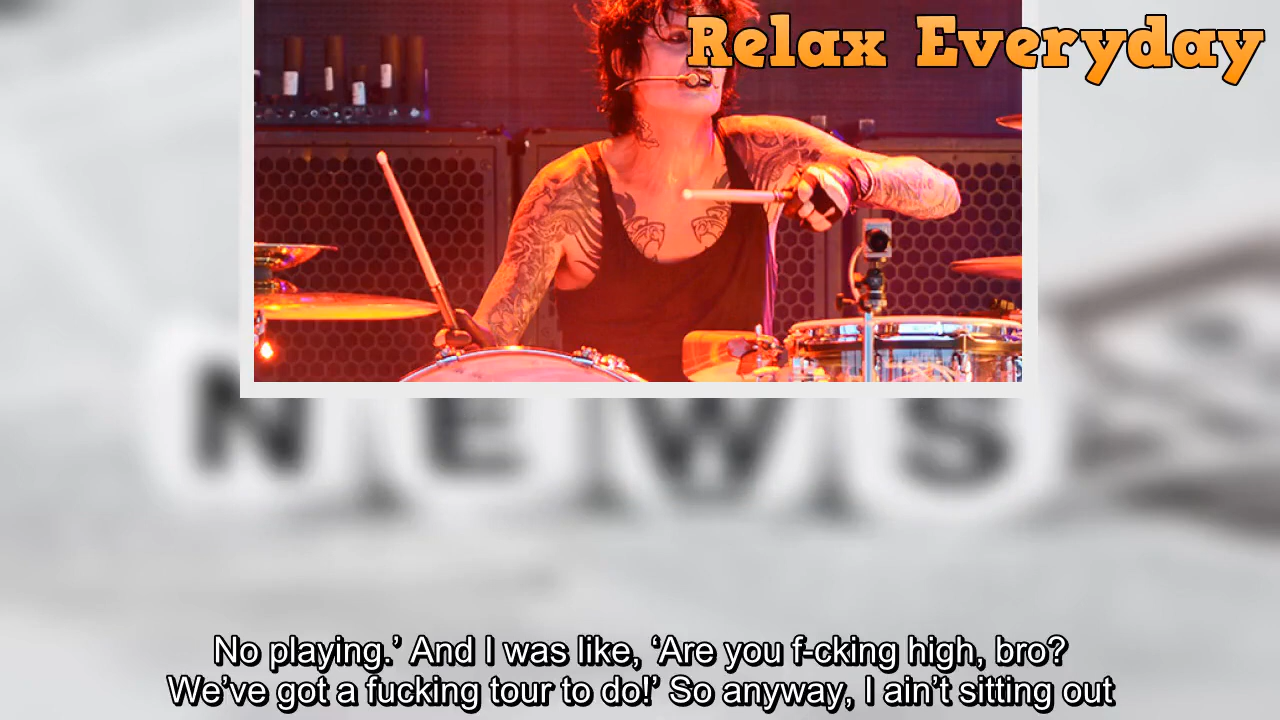 Relax Everyday
NEWS
No playing.’ And I was like, ‘Are you f-cking high, bro?
We’ve got a fucking tour to do!’ So anyway, I ain’t sitting out